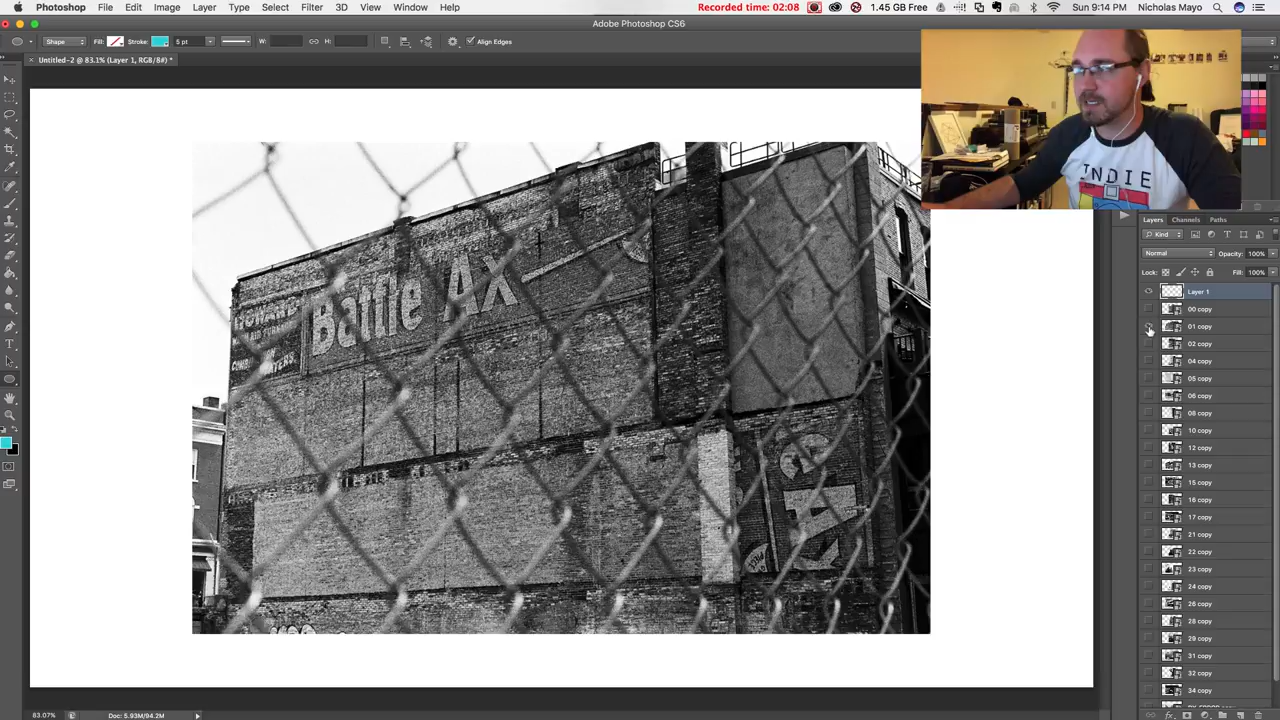 Photoshop File Edit Image Layer Type Select Filter 3D View Window Help
Recorded time: 02:08 1.45 GB Free Sun 9:14 PM Nicholas Mayo
Adobe Photoshop CS6
Shape Fill: Stroke: 5 pt W: H: Align Edges
Untitled-2 @ 83.1% (Layer 1, RGB/8#) *
INDIE
Layers Channels Paths
Kind
Normal Opacity: 100%
Lock: Fill: 100%
Layer 1
00 copy
01 copy
02 copy
04 copy
05 copy
06 copy
08 copy
10 copy
12 copy
13 copy
15 copy
16 copy
17 copy
21 copy
22 copy
23 copy
24 copy
26 copy
28 copy
29 copy
31 copy
32 copy
34 copy
Battle Ax
83.07% Doc: 5.93M/94.2M